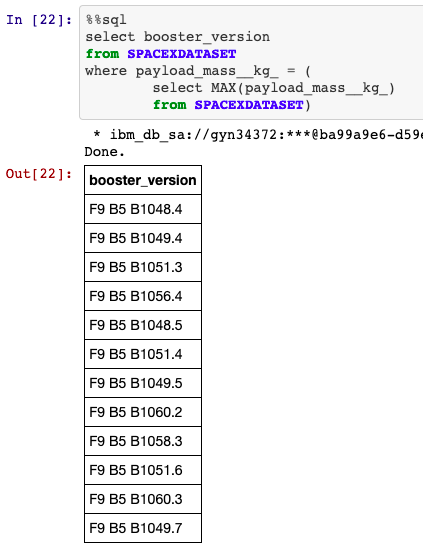 In [22]: %%sql
select booster_version
from SPACEXDATASET
where payload_mass__kg_ = (
        select MAX(payload_mass__kg_)
        from SPACEXDATASET)
* ibm_db_sa://gyn34372:***@ba99a9e6-d59e
Done.
Out[22]: booster_version
F9 B5 B1048.4
F9 B5 B1049.4
F9 B5 B1051.3
F9 B5 B1056.4
F9 B5 B1048.5
F9 B5 B1051.4
F9 B5 B1049.5
F9 B5 B1060.2
F9 B5 B1058.3
F9 B5 B1051.6
F9 B5 B1060.3
F9 B5 B1049.7